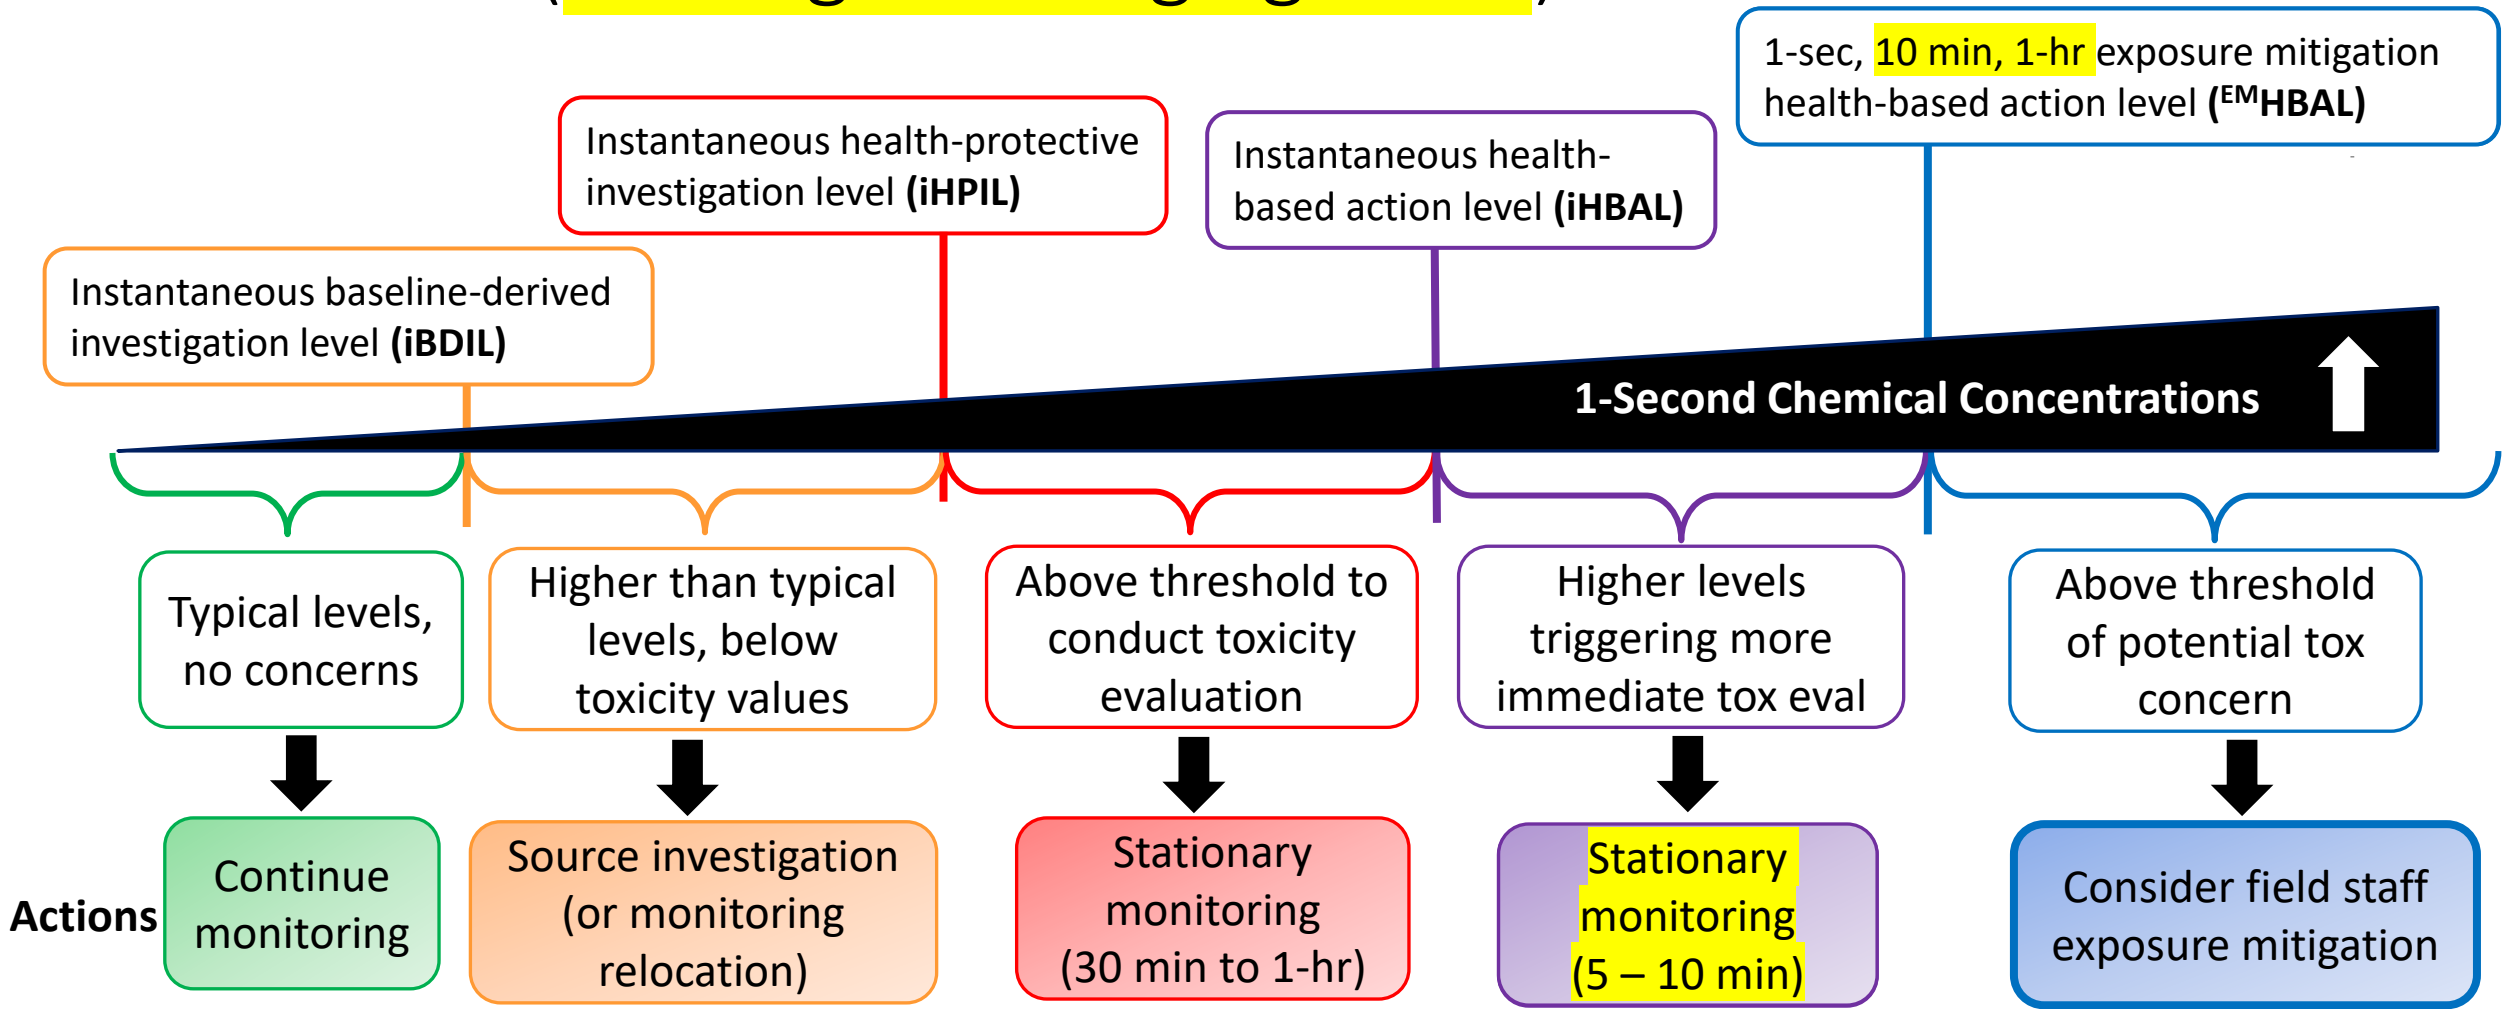 1-sec, 10 min, 1-hr exposure mitigation
health-based action level (EMHBAL)
Instantaneous health-protective
investigation level (iHPIL)
Instantaneous health-
based action level (iHBAL)
Instantaneous baseline-derived
investigation level (iBDIL)
1-Second Chemical Concentrations
Typical levels,
no concerns
Higher than typical
levels, below
toxicity values
Above threshold to
conduct toxicity
evaluation
Higher levels
triggering more
immediate tox eval
Above threshold
of potential tox
concern
Actions
Continue
monitoring
Source investigation
(or monitoring
relocation)
Stationary
monitoring
(30 min to 1-hr)
Stationary
monitoring
(5 – 10 min)
Consider field staff
exposure mitigation